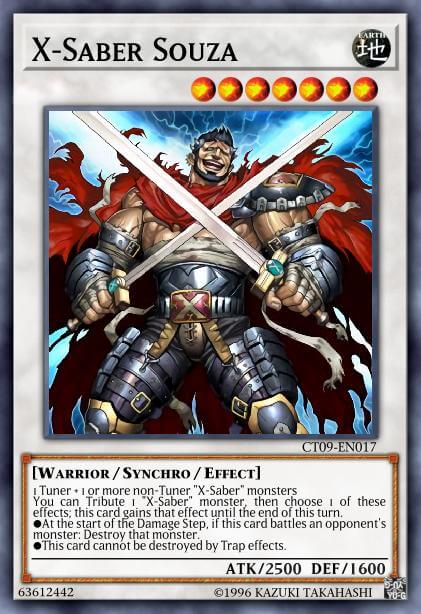 X-Saber Souza
EARTH
地
CT09-EN017
[Warrior / Synchro / Effect]
1 Tuner + 1 or more non-Tuner "X-Saber" monsters
You can Tribute 1 "X-Saber" monster, then choose 1 of these
effects; this card gains that effect until the end of this turn.
●At the start of the Damage Step, if this card battles an opponent's
monster: Destroy that monster.
●This card cannot be destroyed by Trap effects.
ATK/2500 DEF/1600
63612442
©1996 KAZUKI TAKAHASHI